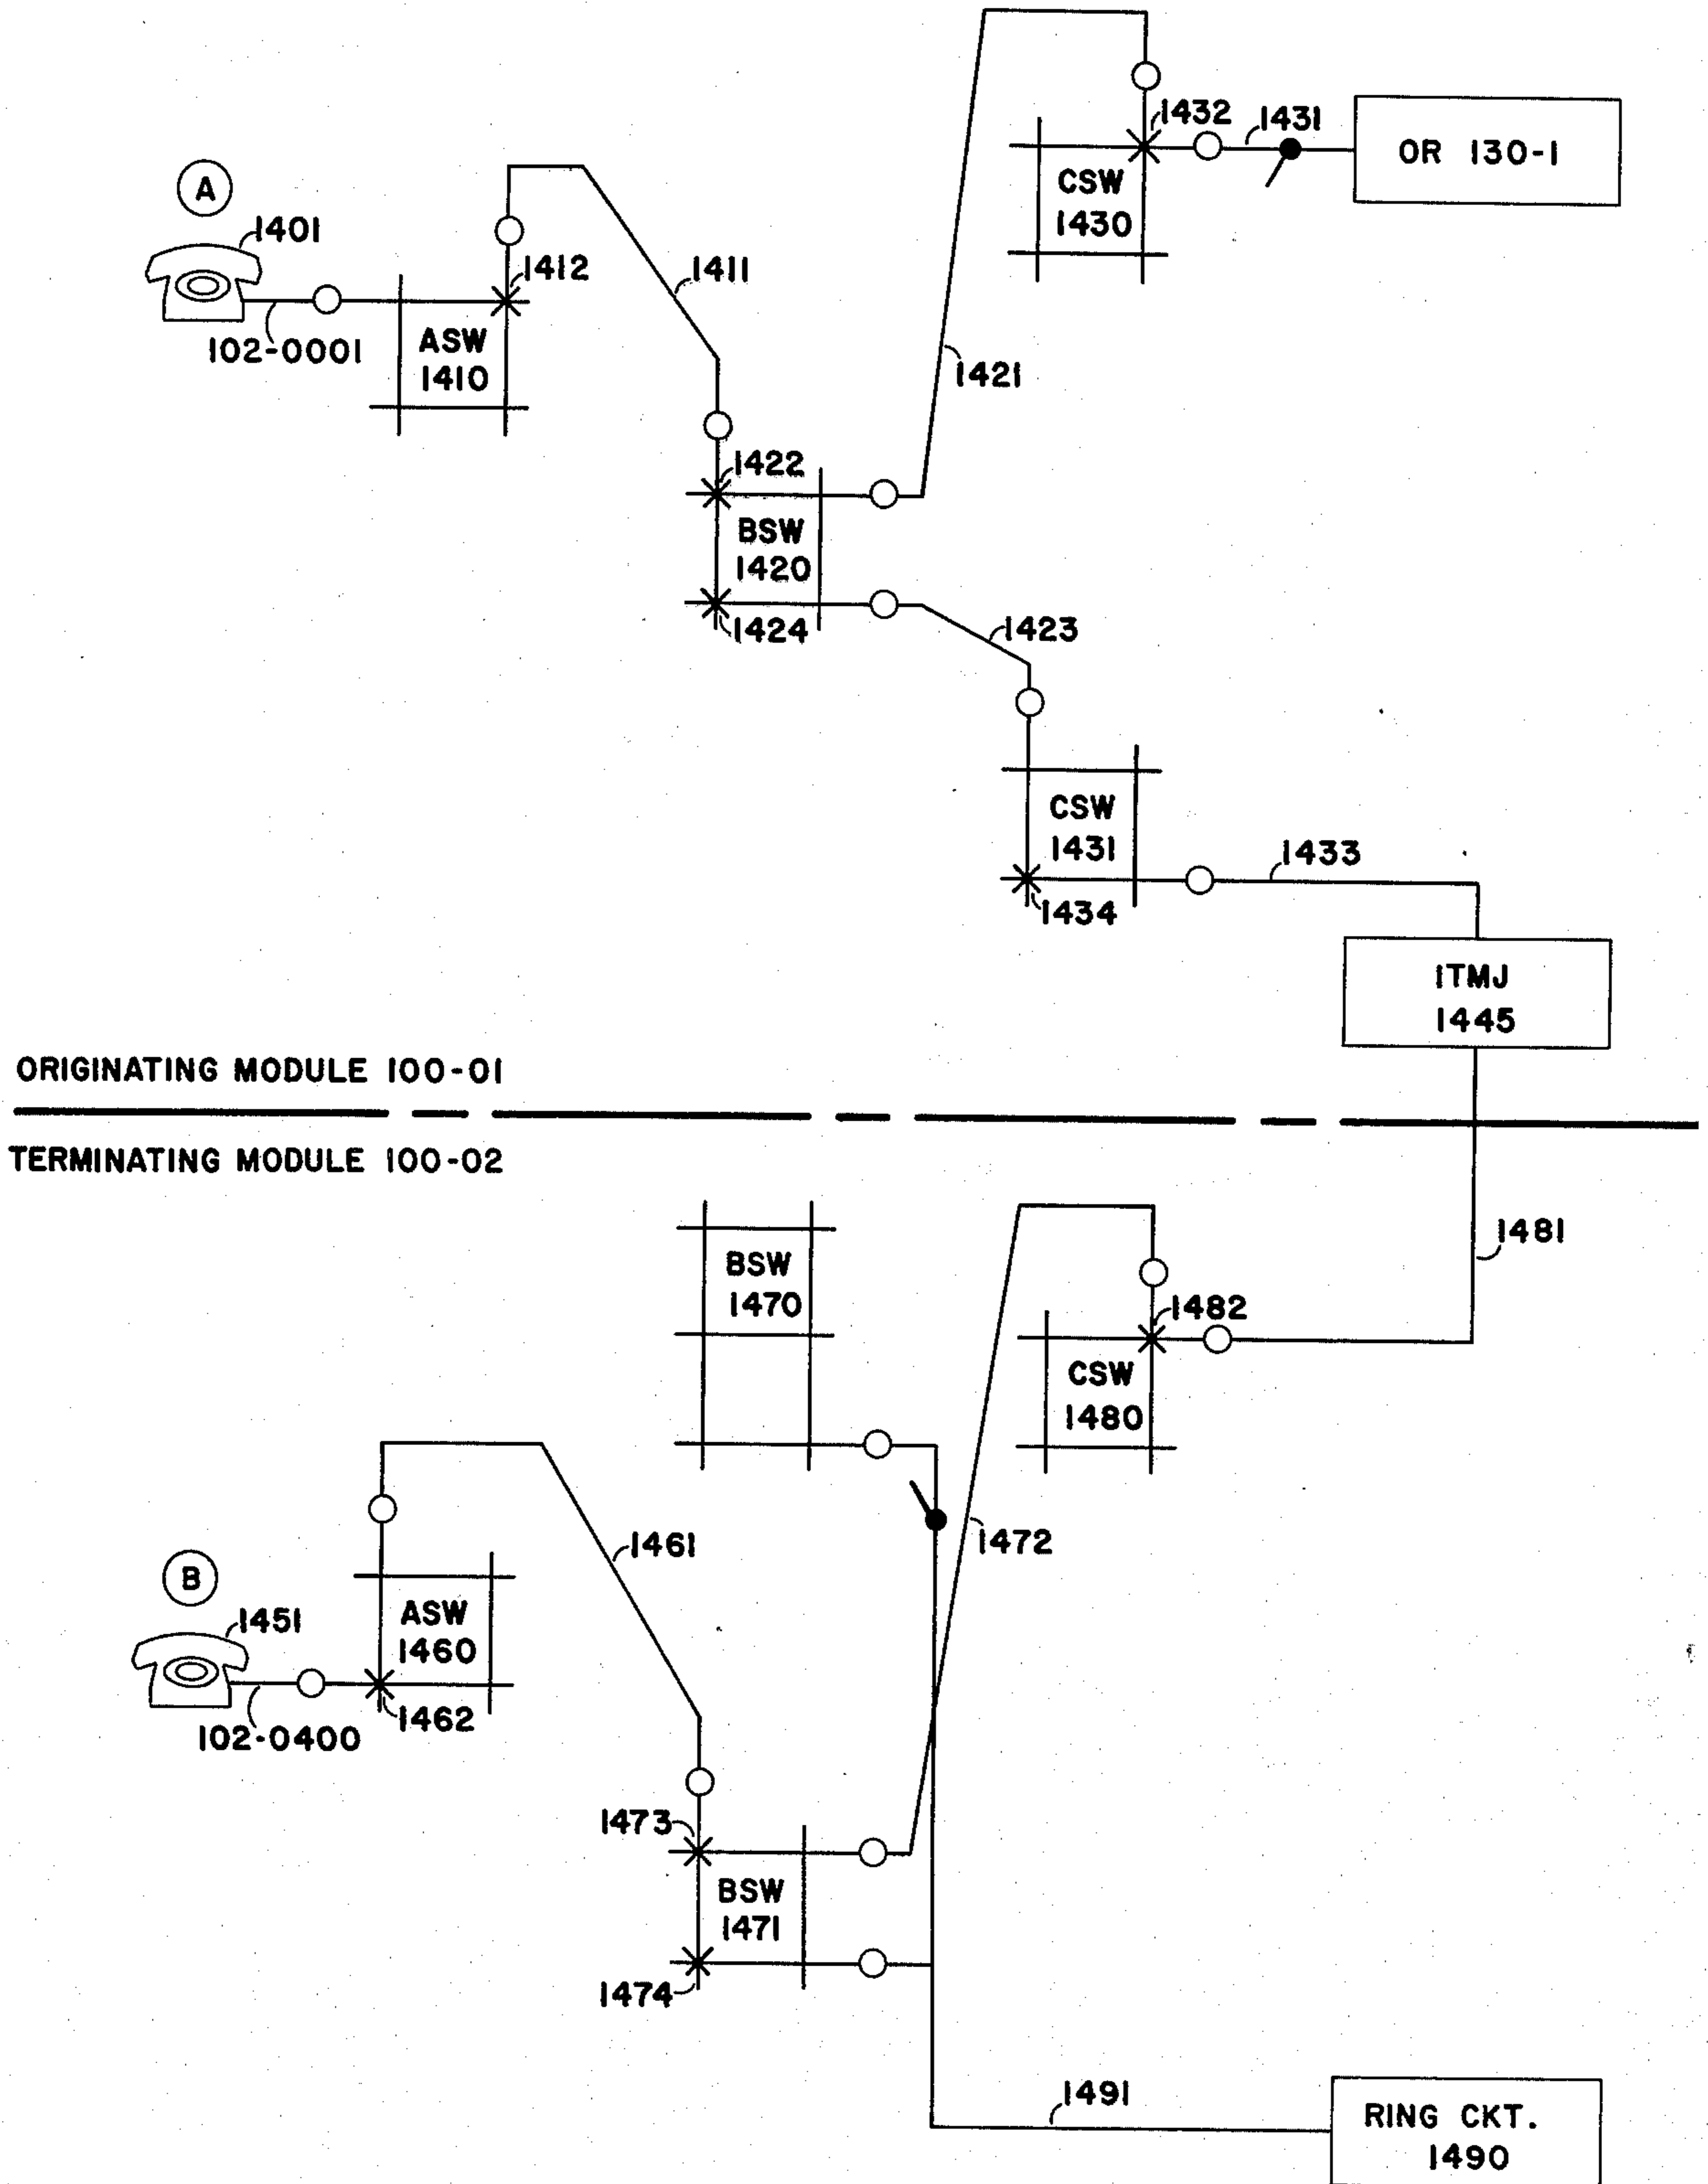 1432
1431
OR 130-1
CSW
1430
A
1401
1412
1411
102-0001
ASW
1410
1421
1422
BSW
1420
1424
1423
CSW
1431
1433
1434
ITMJ
1445
ORIGINATING MODULE 100-01
TERMINATING MODULE 100-02
BSW
1470
1481
1482
CSW
1480
1472
1461
B
1451
ASW
1460
1462
102-0400
1473
BSW
1471
1474
1491
RING CKT.
1490